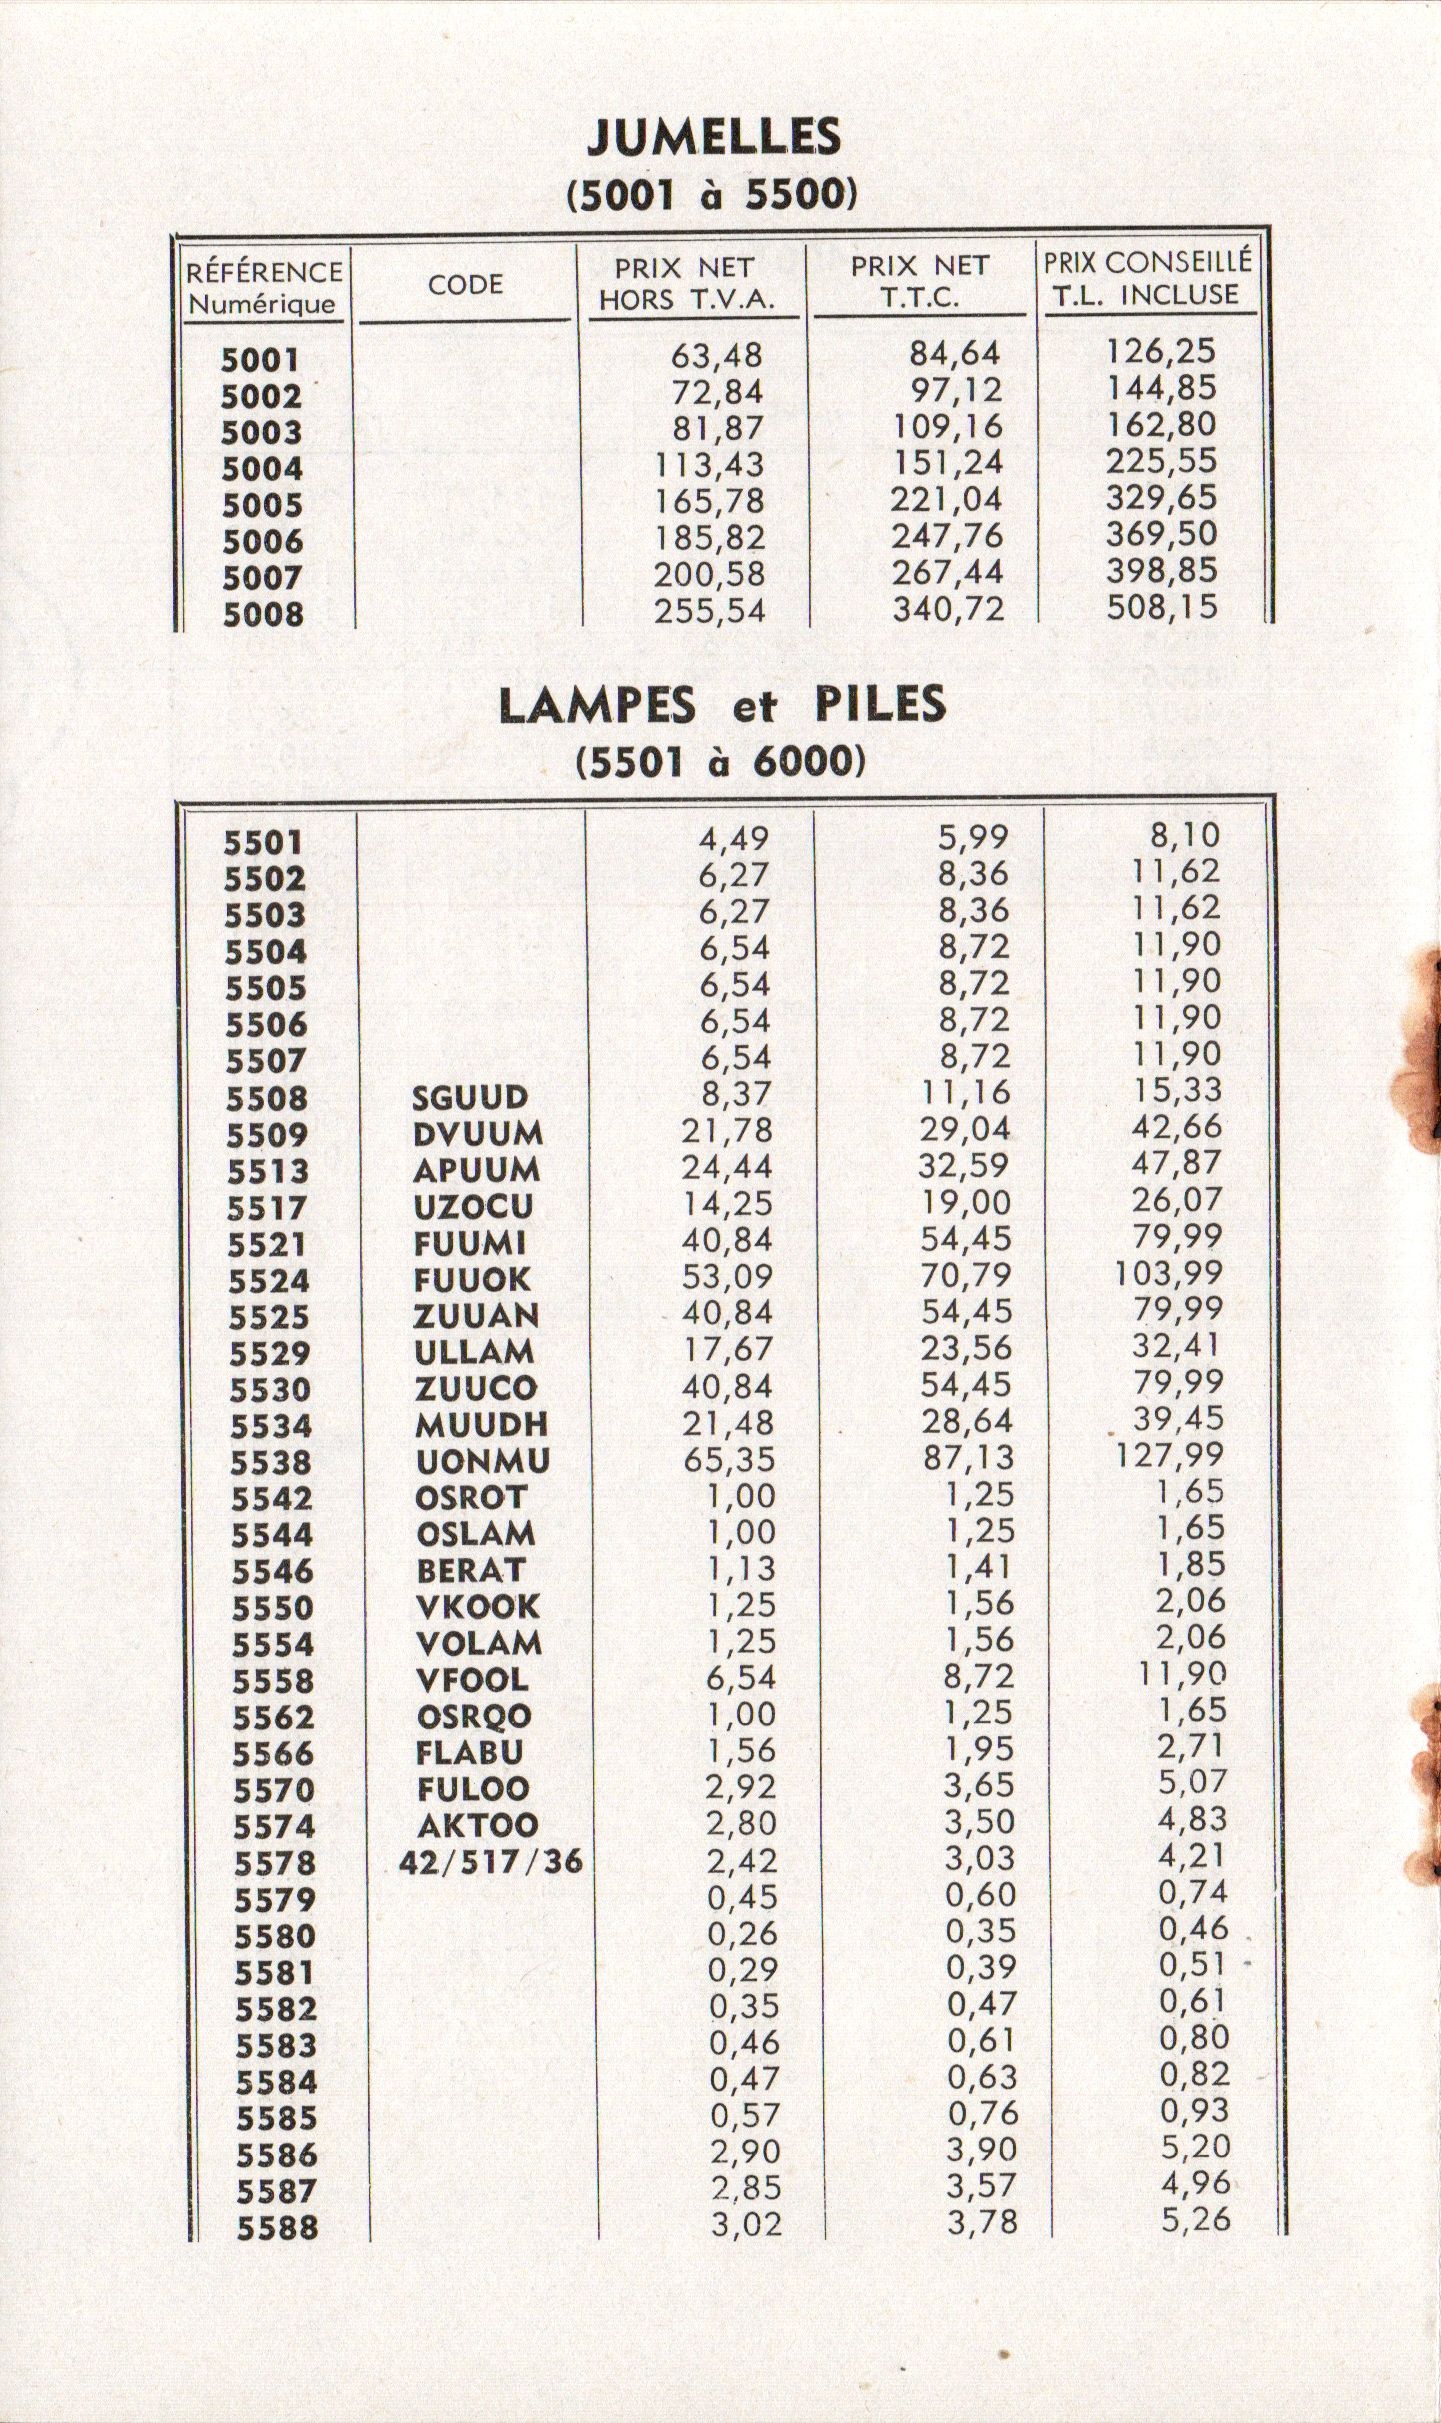 JUMELLES
(5001 à 5500)
RÉFÉRENCE Numérique CODE PRIX NET HORS T.V.A. PRIX NET T.T.C. PRIX CONSEILLÉ T.L. INCLUSE
5001 63,48 84,64 126,25
5002 72,84 97,12 144,85
5003 81,87 109,16 162,80
5004 113,43 151,24 225,55
5005 165,78 221,04 329,65
5006 185,82 247,76 369,50
5007 200,58 267,44 398,85
5008 255,54 340,72 508,15
LAMPES et PILES
(5501 à 6000)
5501 4,49 5,99 8,10
5502 6,27 8,36 11,62
5503 6,27 8,36 11,62
5504 6,54 8,72 11,90
5505 6,54 8,72 11,90
5506 6,54 8,72 11,90
5507 6,54 8,72 11,90
5508 SGUUD 8,37 11,16 15,33
5509 DVUUM 21,78 29,04 42,66
5513 APUUM 24,44 32,59 47,87
5517 UZOCU 14,25 19,00 26,07
5521 FUUMI 40,84 54,45 79,99
5524 FUUOK 53,09 70,79 103,99
5525 ZUUAN 40,84 54,45 79,99
5529 ULLAM 17,67 23,56 32,41
5530 ZUUCO 40,84 54,45 79,99
5534 MUUDH 21,48 28,64 39,45
5538 UONMU 65,35 87,13 127,99
5542 OSROT 1,00 1,25 1,65
5544 OSLAM 1,00 1,25 1,65
5546 BERAT 1,13 1,41 1,85
5550 VKOOK 1,25 1,56 2,06
5554 VOLAM 1,25 1,56 2,06
5558 VFOOL 6,54 8,72 11,90
5562 OSRQO 1,00 1,25 1,65
5566 FLABU 1,56 1,95 2,71
5570 FULOO 2,92 3,65 5,07
5574 AKTOO 2,80 3,50 4,83
5578 42/517/36 2,42 3,03 4,21
5579 0,45 0,60 0,74
5580 0,26 0,35 0,46
5581 0,29 0,39 0,51
5582 0,35 0,47 0,61
5583 0,46 0,61 0,80
5584 0,47 0,63 0,82
5585 0,57 0,76 0,93
5586 2,90 3,90 5,20
5587 2,85 3,57 4,96
5588 3,02 3,78 5,26